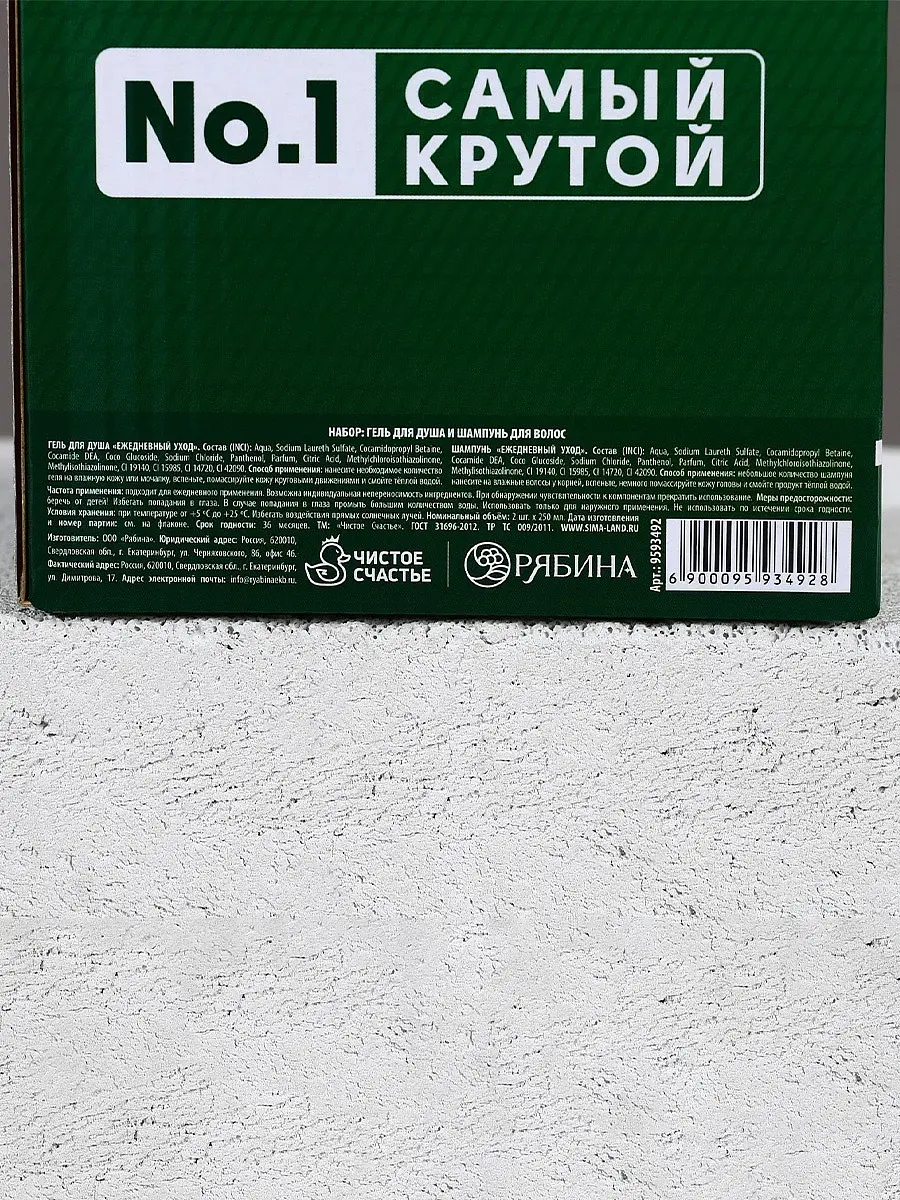 No.1
САМЫЙ
КРУТОЙ
НАБОР: ГЕЛЬ ДЛЯ ДУША И ШАМПУНЬ ДЛЯ ВОЛОС
ГЕЛЬ ДЛЯ ДУША «ЕЖЕДНЕВНЫЙ УХОД». Состав (INCI): Aqua, Sodium Laureth Sulfate, Cocamidopropyl Betaine,
Cocamide DEA, Coco Glucoside, Sodium Chloride, Panthenol, Parfum, Citric Acid, Methylchloroisothiazolinone,
Methylisothiazolinone, CI 19140, CI 15985, CI 14720, CI 42090. Способ применения: нанесите необходимое количество
геля на влажную кожу или мочалку, вспеньте, помассируйте кожу круговыми движениями и смойте тёплой водой.
ШАМПУНЬ «ЕЖЕДНЕВНЫЙ УХОД». Состав (INCI): Aqua, Sodium Laureth Sulfate, Cocamidopropyl Betaine,
Cocamide DEA, Coco Glucoside, Sodium Chloride, Panthenol, Parfum, Citric Acid, Methylchloroisothiazolinone,
Methylisothiazolinone, CI 19140, CI 15985, CI 14720, CI 42090. Способ применения: небольшое количество шампуня
нанесите на влажные волосы у корней, вспеньте, немного помассируйте кожу головы и смойте продукт тёплой водой.
Частота применения: подходит для ежедневного применения. Возможна индивидуальная непереносимость ингредиентов. При обнаружении чувствительности к компонентам прекратить использование. Меры предосторожности:
беречь от детей! Избегать попадания в глаза. В случае попадания в глаза промыть большим количеством воды. Использовать только для наружного применения. Не использовать по истечении срока годности.
Условия хранения: при температуре от +5 °С до +25 °С. Избегать воздействия прямых солнечных лучей. Номинальный объём: 2 шт. х 250 мл. Дата изготовления
и номер партии: см. на флаконе. Срок годности: 36 месяцев. ТМ: «Чистое Счастье». ГОСТ 31696-2012. ТР ТС 009/2011. WWW.SIMA-LAND.RU
Изготовитель: ООО «Рябина». Юридический адрес: Россия, 620010,
Свердловская обл., г. Екатеринбург, ул. Черняховского, 86, офис 46.
Фактический адрес: Россия, 620010, Свердловская обл., г. Екатеринбург,
ул. Димитрова, 17. Адрес электронной почты: info@ryabinaekb.ru.
ЧИСТОЕ
СЧАСТЬЕ
РЯБИНА
Арт.: 9593492
6 900095 934928